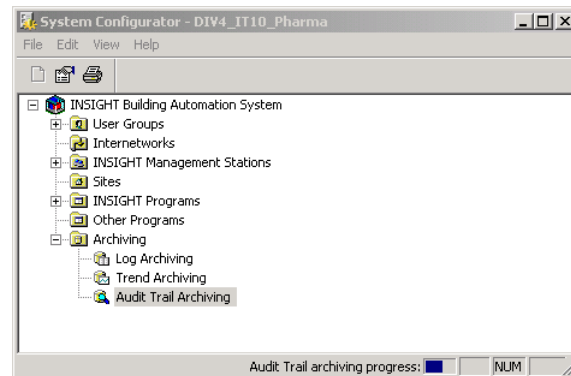 System Configurator - DIV4_IT10_Pharma
File Edit View Help
INSIGHT Building Automation System
User Groups
Internetworks
INSIGHT Management Stations
Sites
INSIGHT Programs
Other Programs
Archiving
Log Archiving
Trend Archiving
Audit Trail Archiving
Audit Trail archiving progress: NUM